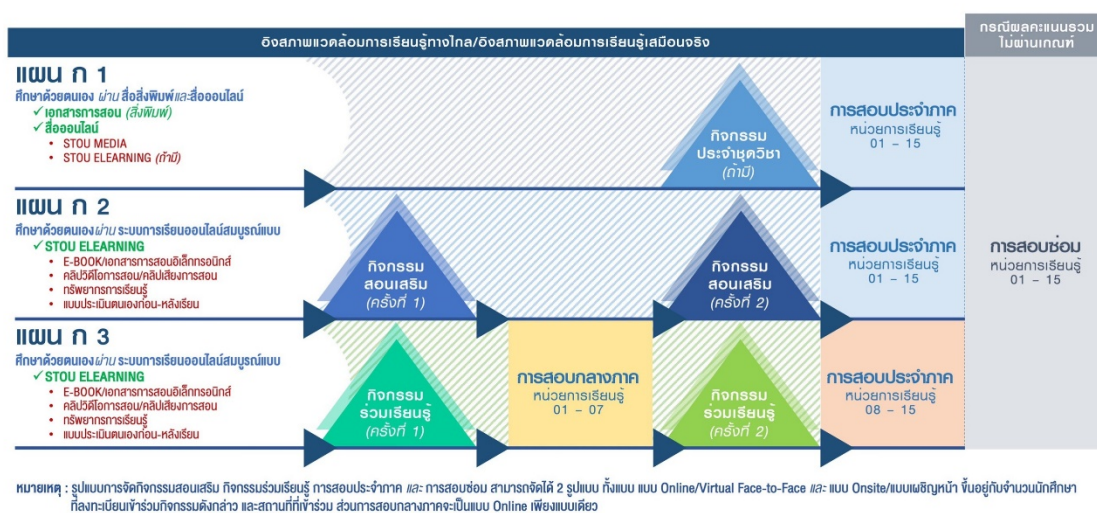 อิงสภาพแวดล้อมการเรียนรู้ทางไกล/อิงสภาพแวดล้อมการเรียนรู้เสมือนจริง
กรณีผลคะแนนรวม
ไม่ผ่านเกณฑ์
แผน ก 1
ศึกษาด้วยตนเอง ผ่าน สื่อสิ่งพิมพ์และสื่อออนไลน์
✓ เอกสารการสอน (สิ่งพิมพ์)
✓ สื่อออนไลน์
• STOU MEDIA
• STOU ELEARNING (ถ้ามี)
กิจกรรม
ประจำชุดวิชา
(ถ้ามี)
การสอบประจำภาค
หน่วยการเรียนรู้
01 - 15
แผน ก 2
ศึกษาด้วยตนเองผ่าน ระบบการเรียนออนไลน์สมบูรณ์แบบ
✓ STOU ELEARNING
• E-BOOK/เอกสารการสอนอิเล็กทรอนิกส์
• คลิปวิดีโอการสอน/คลิปเสียงการสอน
• ทรัพยากรการเรียนรู้
• แบบประเมินตนเองก่อน-หลังเรียน
กิจกรรม
สอนเสริม
(ครั้งที่ 1)
กิจกรรม
สอนเสริม
(ครั้งที่ 2)
การสอบประจำภาค
หน่วยการเรียนรู้
01 - 15
การสอบซ่อม
หน่วยการเรียนรู้
01 - 15
แผน ก 3
ศึกษาด้วยตนเองผ่าน ระบบการเรียนออนไลน์สมบูรณ์แบบ
✓ STOU ELEARNING
• E-BOOK/เอกสารการสอนอิเล็กทรอนิกส์
• คลิปวิดีโอการสอน/คลิปเสียงการสอน
• ทรัพยากรการเรียนรู้
• แบบประเมินตนเองก่อน-หลังเรียน
กิจกรรม
ร่วมเรียนรู้
(ครั้งที่ 1)
การสอบกลางภาค
หน่วยการเรียนรู้
01 - 07
กิจกรรม
ร่วมเรียนรู้
(ครั้งที่ 2)
การสอบประจำภาค
หน่วยการเรียนรู้
08 - 15
หมายเหตุ : รูปแบบการจัดกิจกรรมสอนเสริม กิจกรรมร่วมเรียนรู้ การสอบประจำภาค และ การสอบซ่อม สามารถจัดได้ 2 รูปแบบ ทั้งแบบ แบบ Online/Virtual Face-to-Face และ แบบ Onsite/แบบเผชิญหน้า ขึ้นอยู่กับจำนวนนักศึกษา
ที่ลงทะเบียนเข้าร่วมกิจกรรมดังกล่าว และสถานที่ที่เข้าร่วม ส่วนการสอบกลางภาคจะเป็นแบบ Online เพียงแบบเดียว